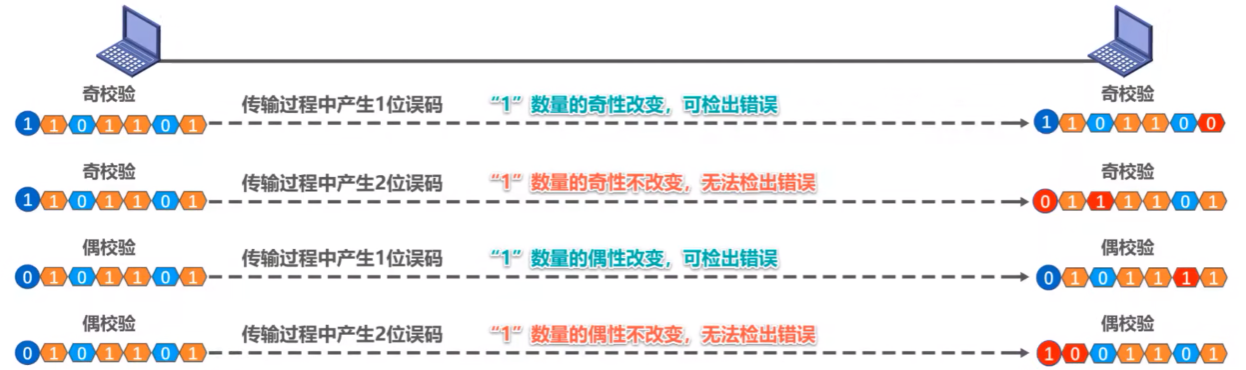 奇校验 奇校验
传输过程中产生1位误码 “1”数量的奇性改变，可检出错误
1 1 0 1 1 0 1 1 1 0 1 1 0 0
奇校验 奇校验
传输过程中产生2位误码 “1”数量的奇性不改变，无法检出错误
1 1 0 1 1 0 1 0 1 1 1 1 0 1
偶校验 偶校验
传输过程中产生1位误码 “1”数量的偶性改变，可检出错误
0 1 0 1 1 0 1 0 1 0 1 1 1 1
偶校验 偶校验
传输过程中产生2位误码 “1”数量的偶性不改变，无法检出错误
0 1 0 1 1 0 1 1 0 0 1 1 0 1